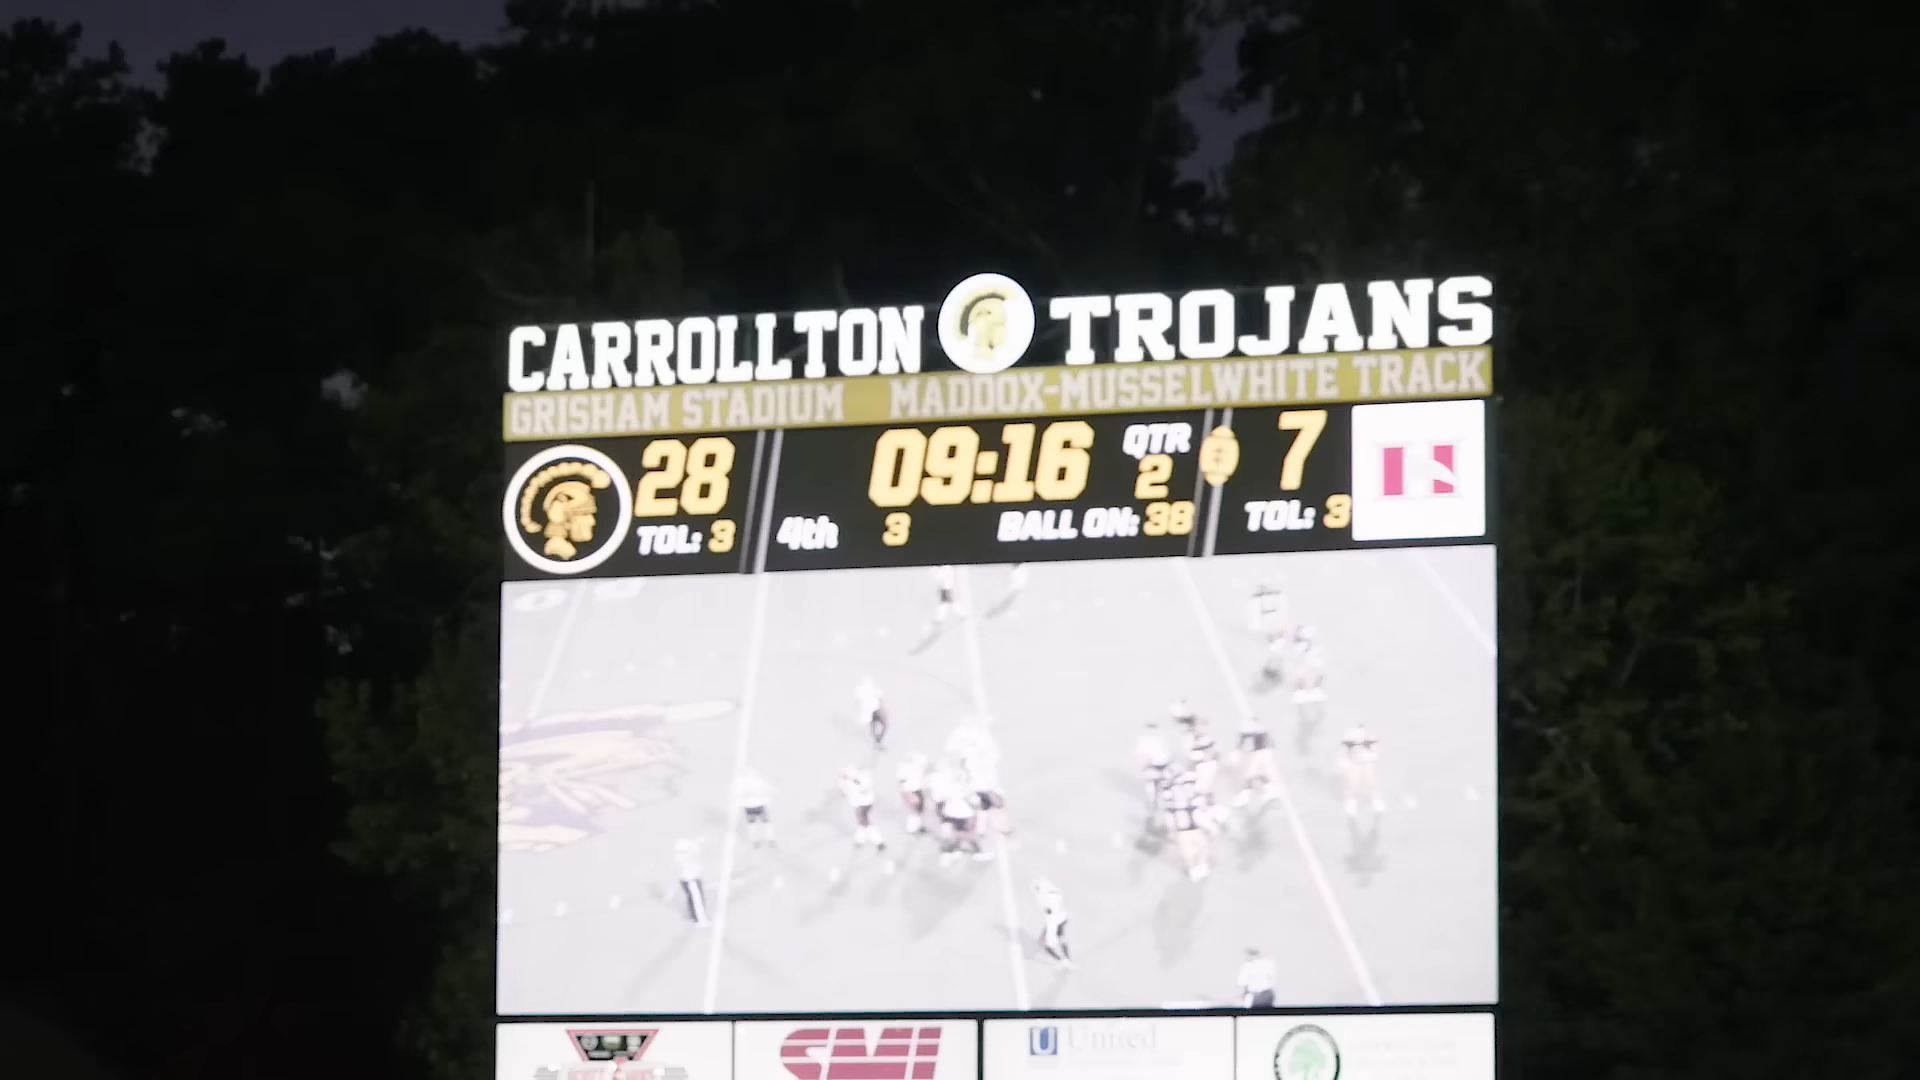 CARROLLTON TROJANS
GRISHAM STADIUM MADDOX-MUSSELWHITE TRACK
28 09:16 QTR 2 7 H
TOL: 3 4th 3 BALL ON: 38 TOL: 3
SMI United